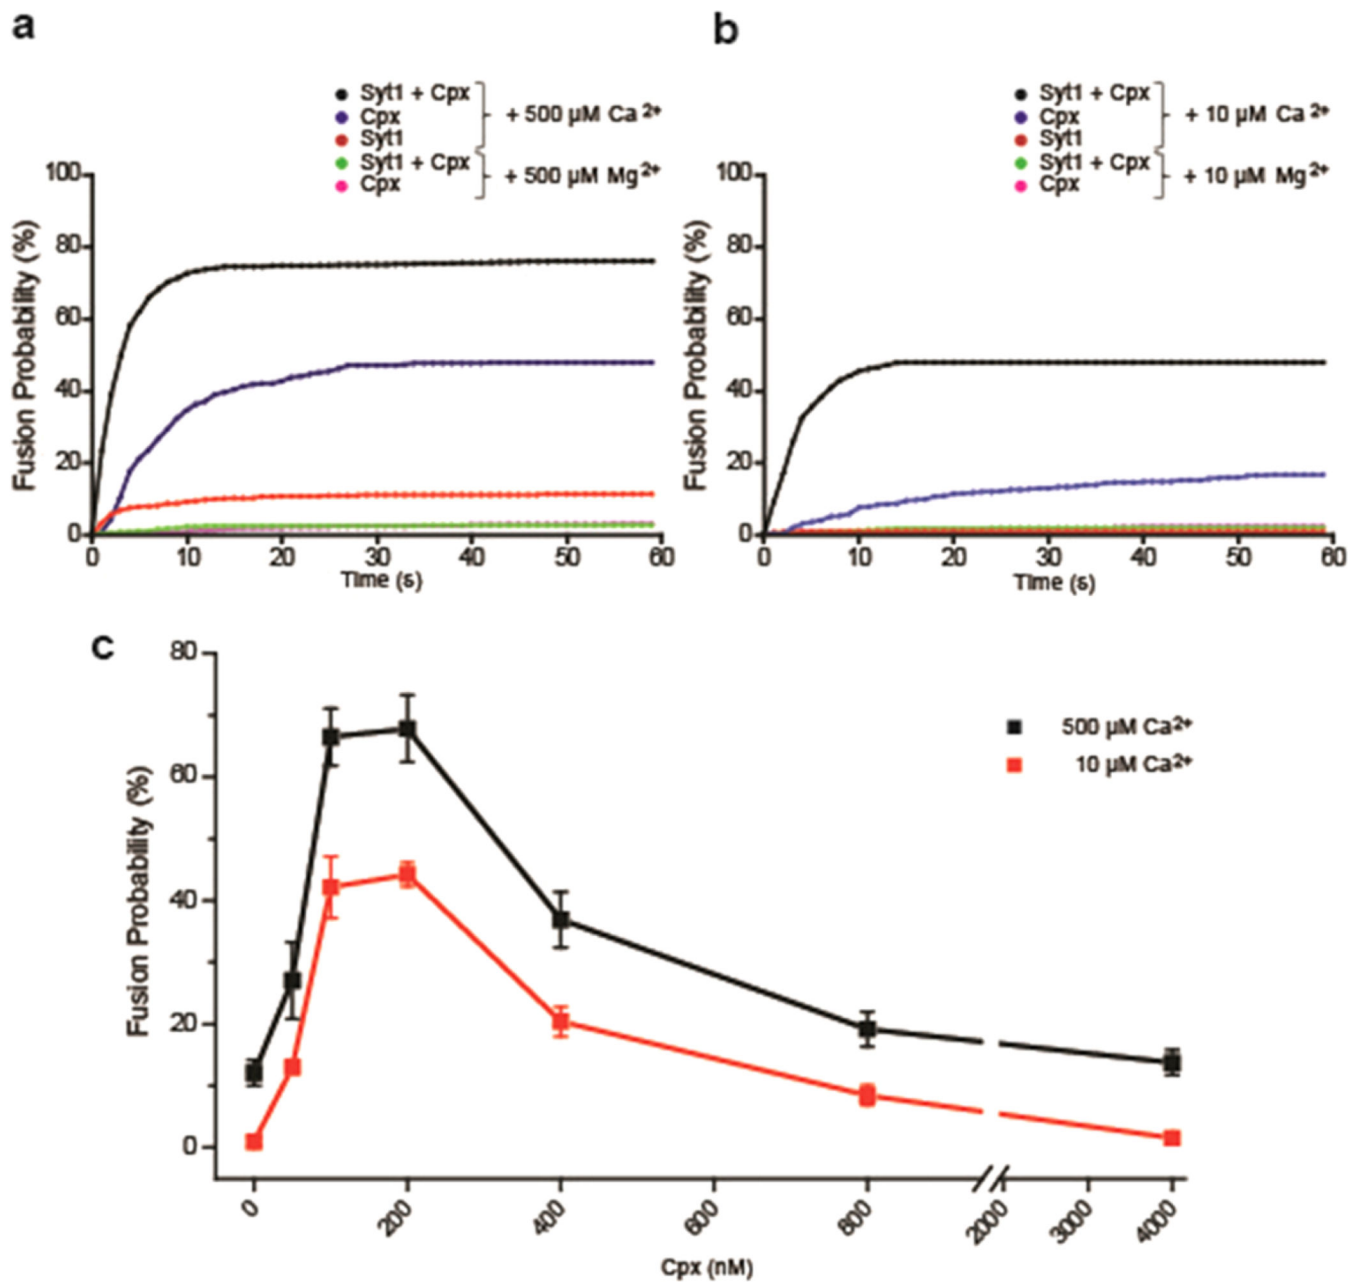 a
Syt1 + Cpx
Cpx
Syt1
+ 500 µM Ca2+
Syt1 + Cpx
Cpx
+ 500 µM Mg2+
100
80
60
40
20
0
Fusion Probability (%)
0 10 20 30 40 50 60
Time (s)
b
Syt1 + Cpx
Cpx
Syt1
+ 10 µM Ca2+
Syt1 + Cpx
Cpx
+ 10 µM Mg2+
100
80
60
40
20
0
Fusion Probability (%)
0 10 20 30 40 50 60
Time (s)
c
80
60
40
20
0
Fusion Probability (%)
500 µM Ca2+
10 µM Ca2+
0 200 400 600 800 2000 3000 4000
Cpx (nM)